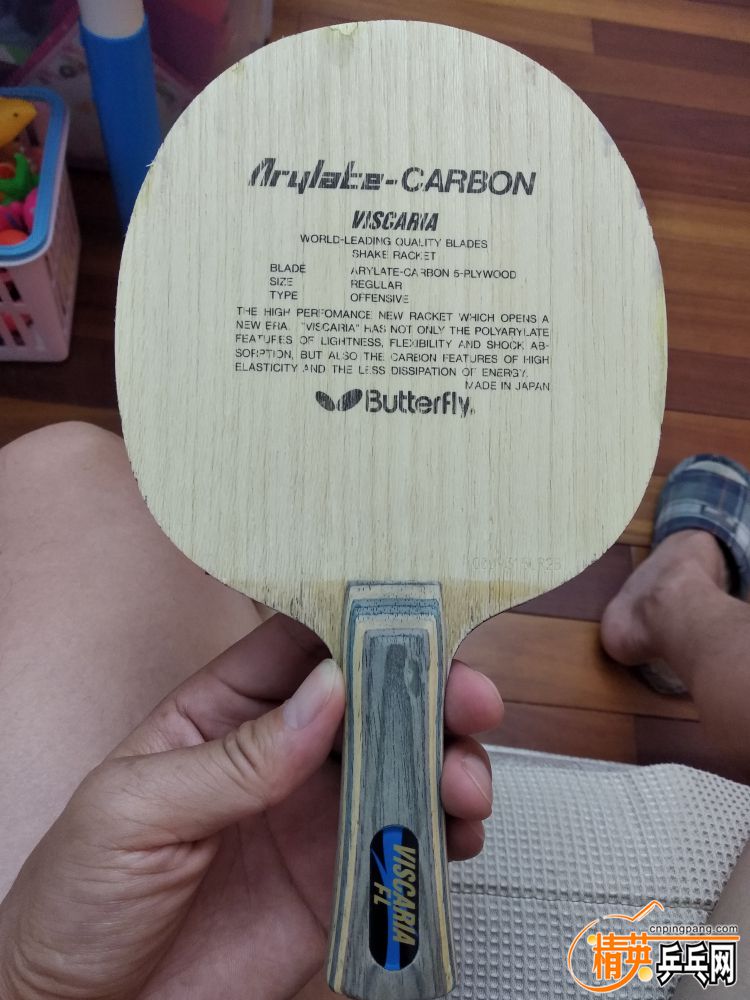 Arylate-CARBON
VISCARIA
WORLD-LEADING QUALITY BLADES
SHAKE RACKET
BLADE ARYLATE-CARBON 5-PLYWOOD
SIZE REGULAR
TYPE OFFENSIVE
THE HIGH PERFOMANCE NEW RACKET WHICH OPENS A
NEW ERA. "VISCARIA" HAS NOT ONLY THE POLYARYLATE
FEATURES OF LIGHTNESS, FLEXIBILITY AND SHOCK AB-
SORPTION, BUT ALSO THE CARBON FEATURES OF HIGH
ELASTICITY AND THE LESS DISSIPATION OF ENERGY.
MADE IN JAPAN
Butterfly
VISCARIA
FL
cnpingpang.com
精英乒乓网